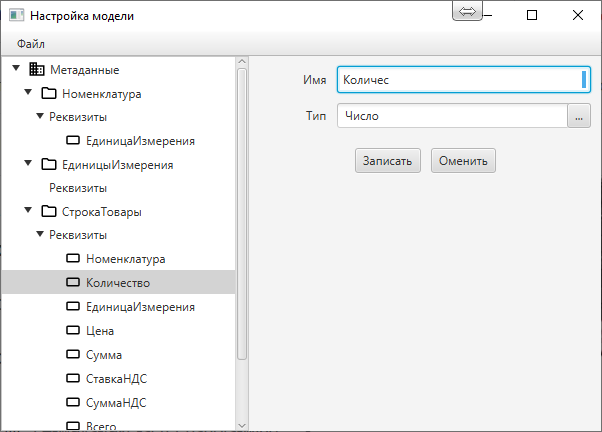 Настройка модели
Файл
Метаданные
Номенклатура
Реквизиты
ЕдиницаИзмерения
ЕдиницыИзмерения
Реквизиты
СтрокаТовары
Реквизиты
Номенклатура
Количество
ЕдиницаИзмерения
Цена
Сумма
СтавкаНДС
СуммаНДС
Всего
Имя Количес
Тип Число ...
Записать Оменить